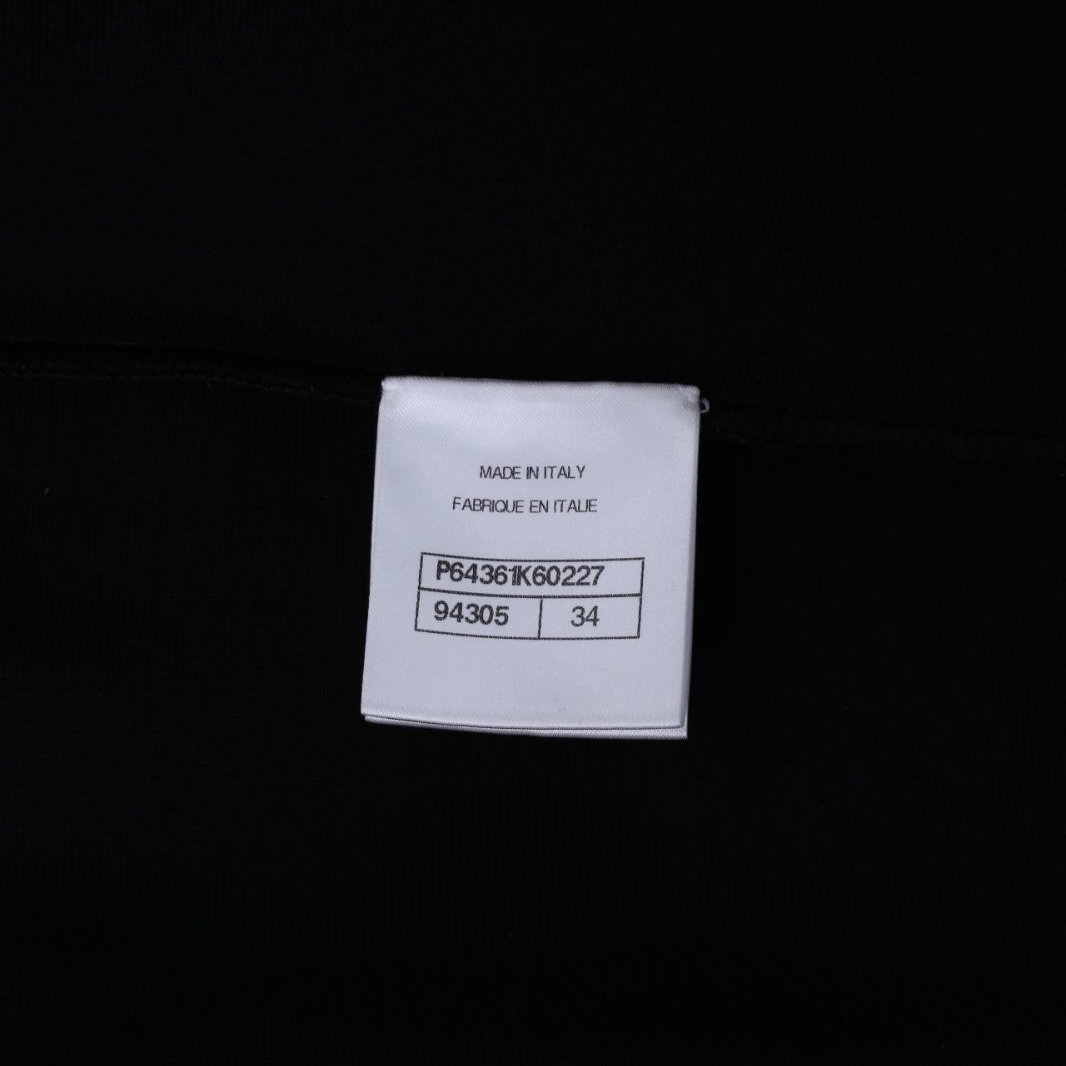 MADE IN ITALY
FABRIQUE EN ITALIE
P64361K60227
94305 34